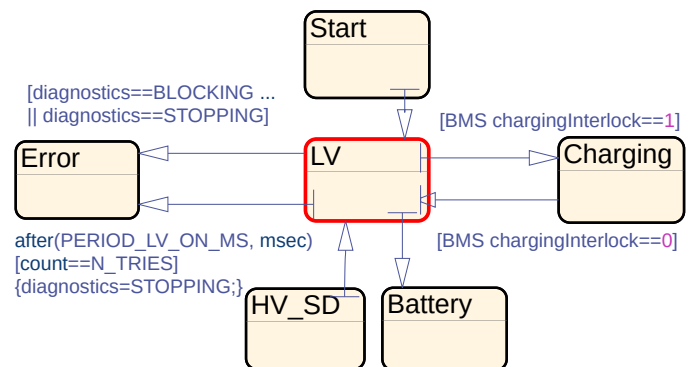 Start
[diagnostics==BLOCKING ...
|| diagnostics==STOPPING]
[BMS chargingInterlock==1]
Error
LV
Charging
after(PERIOD_LV_ON_MS, msec)
[count==N_TRIES]
{diagnostics=STOPPING;}
[BMS chargingInterlock==0]
HV_SD
Battery